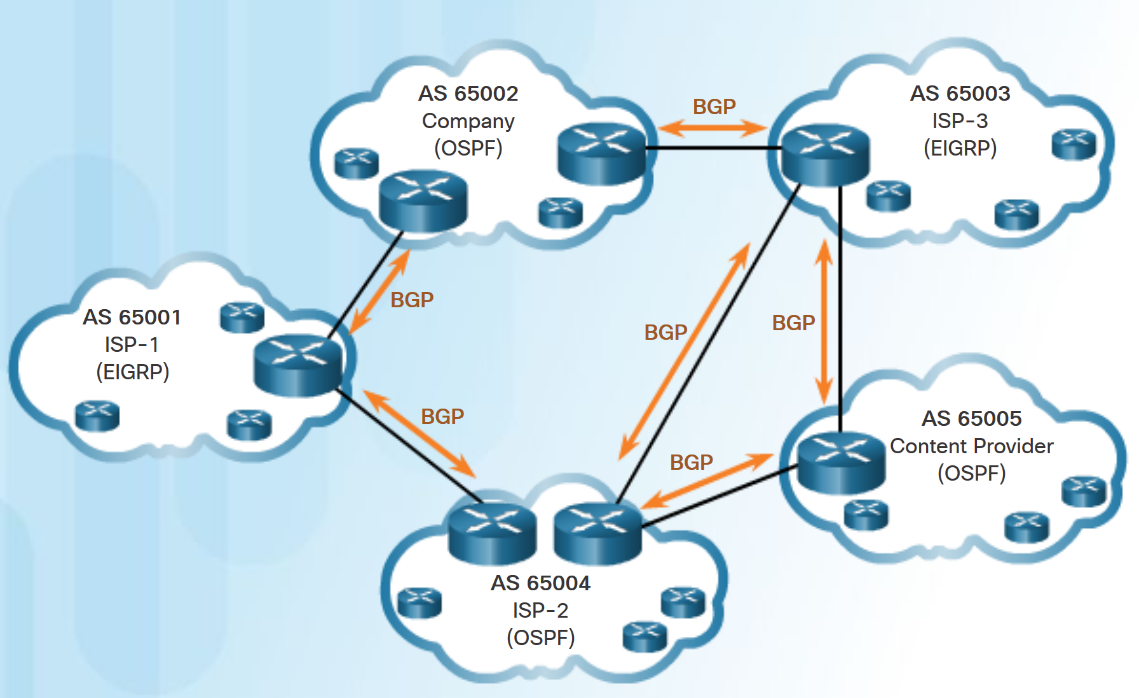 AS 65002
Company
(OSPF)
BGP
AS 65003
ISP-3
(EIGRP)
AS 65001
ISP-1
(EIGRP)
BGP
BGP
BGP
BGP
BGP
AS 65005
Content Provider
(OSPF)
AS 65004
ISP-2
(OSPF)